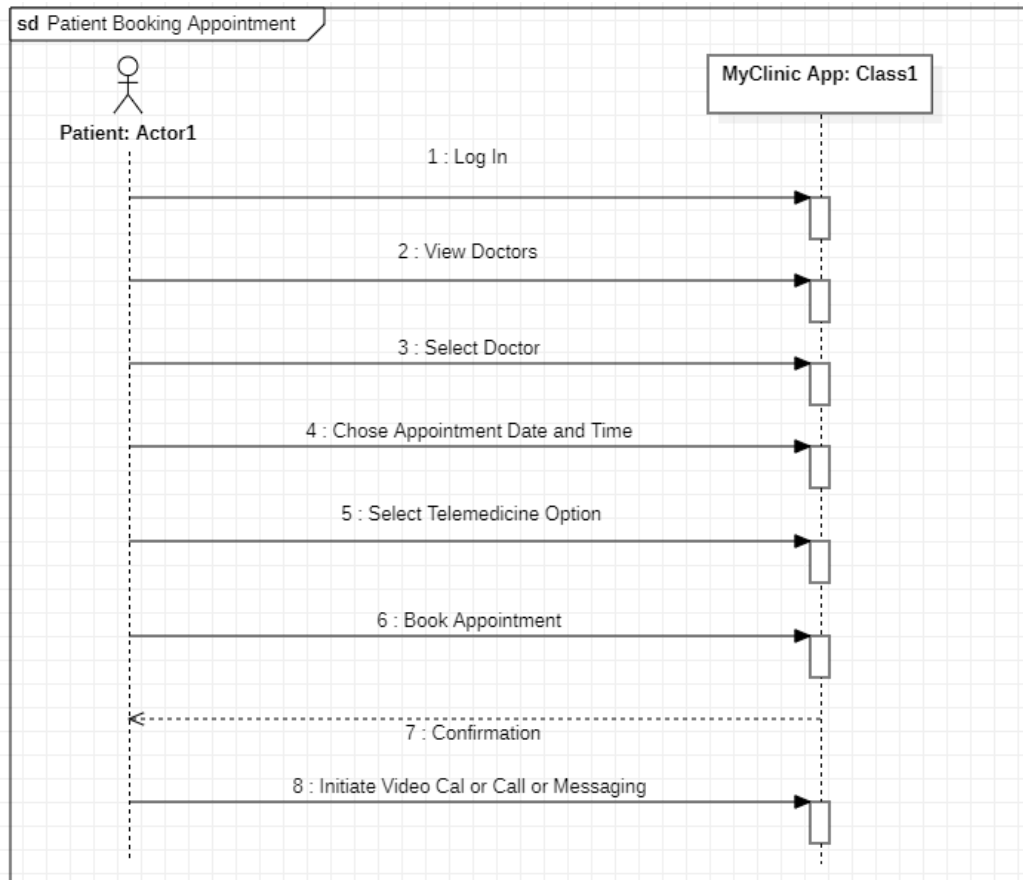 sd Patient Booking Appointment
Patient: Actor1
MyClinic App: Class1
1 : Log In
2 : View Doctors
3 : Select Doctor
4 : Chose Appointment Date and Time
5 : Select Telemedicine Option
6 : Book Appointment
7 : Confirmation
8 : Initiate Video Cal or Call or Messaging